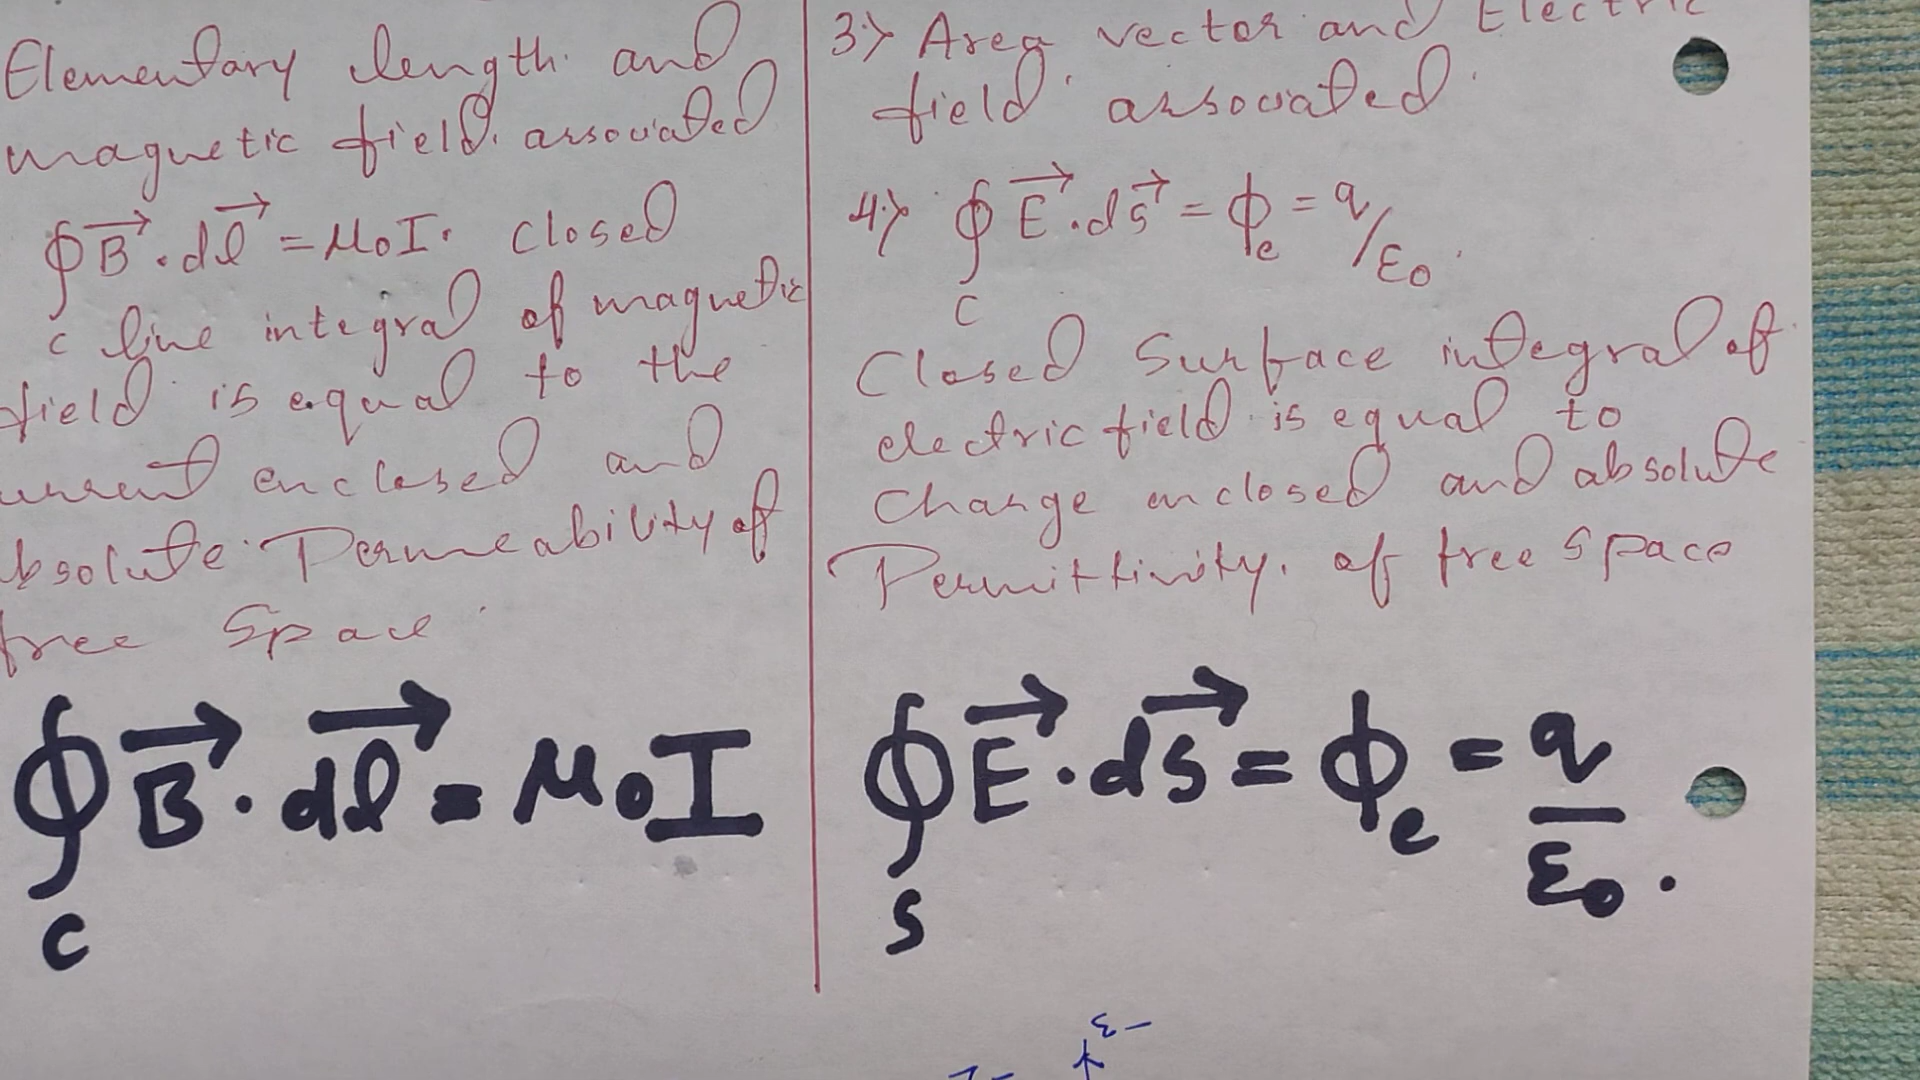 Elementary length and
magnetic field associated
∮B⃗.dl⃗ = μ₀I. Closed
c line integral of magnetic
field is equal to the
current enclosed and
absolute Permeability of
free Space
∮B⃗.dl⃗ = μ₀I
c
3:> Area vector and Electric
field associated
4:> ∮E⃗.ds⃗ = ϕe = q/ε₀
c
Closed Surface integral of
electric field is equal to
Charge enclosed and absolute
Permittivity. of free space
∮E⃗.ds⃗ = ϕe = q/ε₀.
s